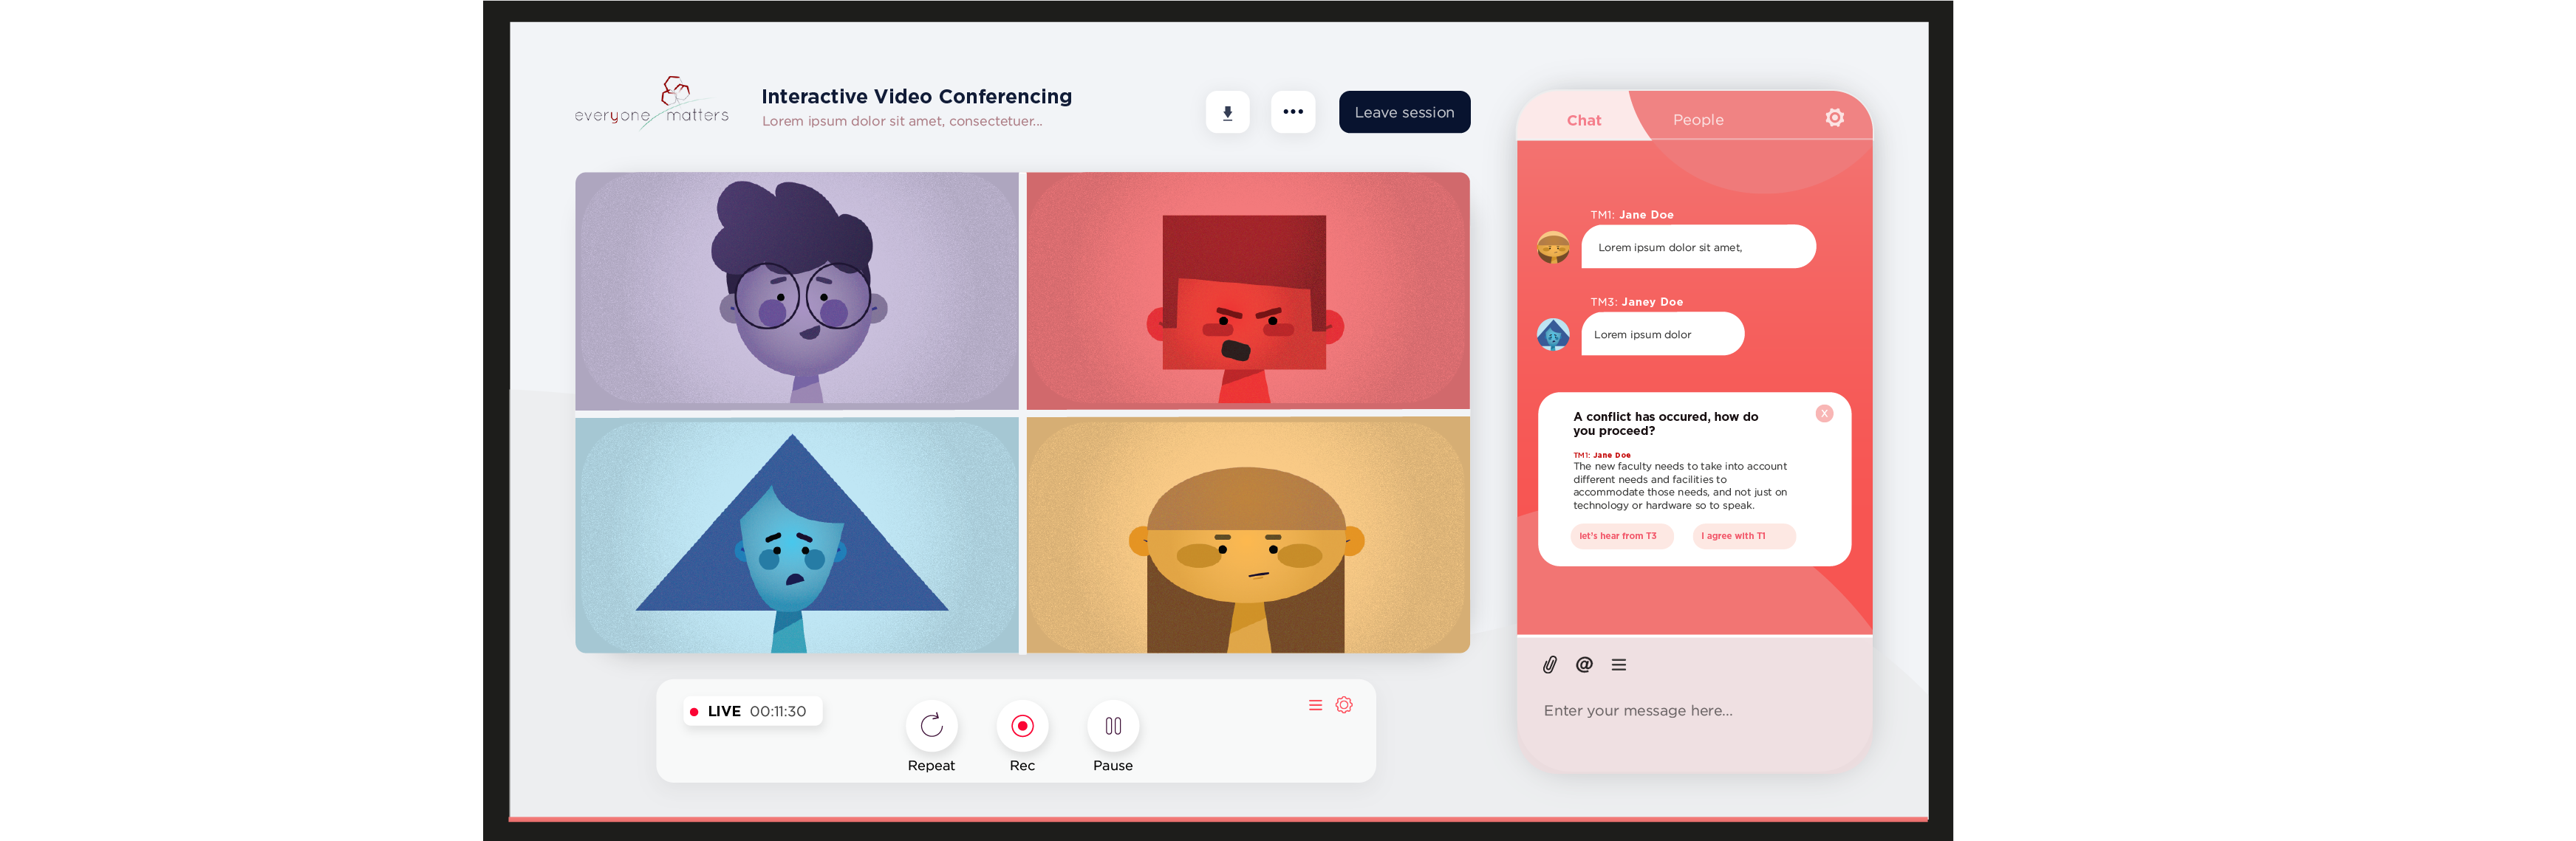 everyone matters
Interactive Video Conferencing
Lorem ipsum dolor sit amet, consectetuer...
Leave session
Chat
People
TM1: Jane Doe
Lorem ipsum dolor sit amet,
TM3: Janey Doe
Lorem ipsum dolor
A conflict has occured, how do
you proceed?
X
TM1: Jane Doe
The new faculty needs to take into account
different needs and facilities to
accommodate those needs, and not just on
technology or hardware so to speak.
let's hear from T3
I agree with T1
@
Enter your message here...
LIVE 00:11:30
Repeat
Rec
Pause